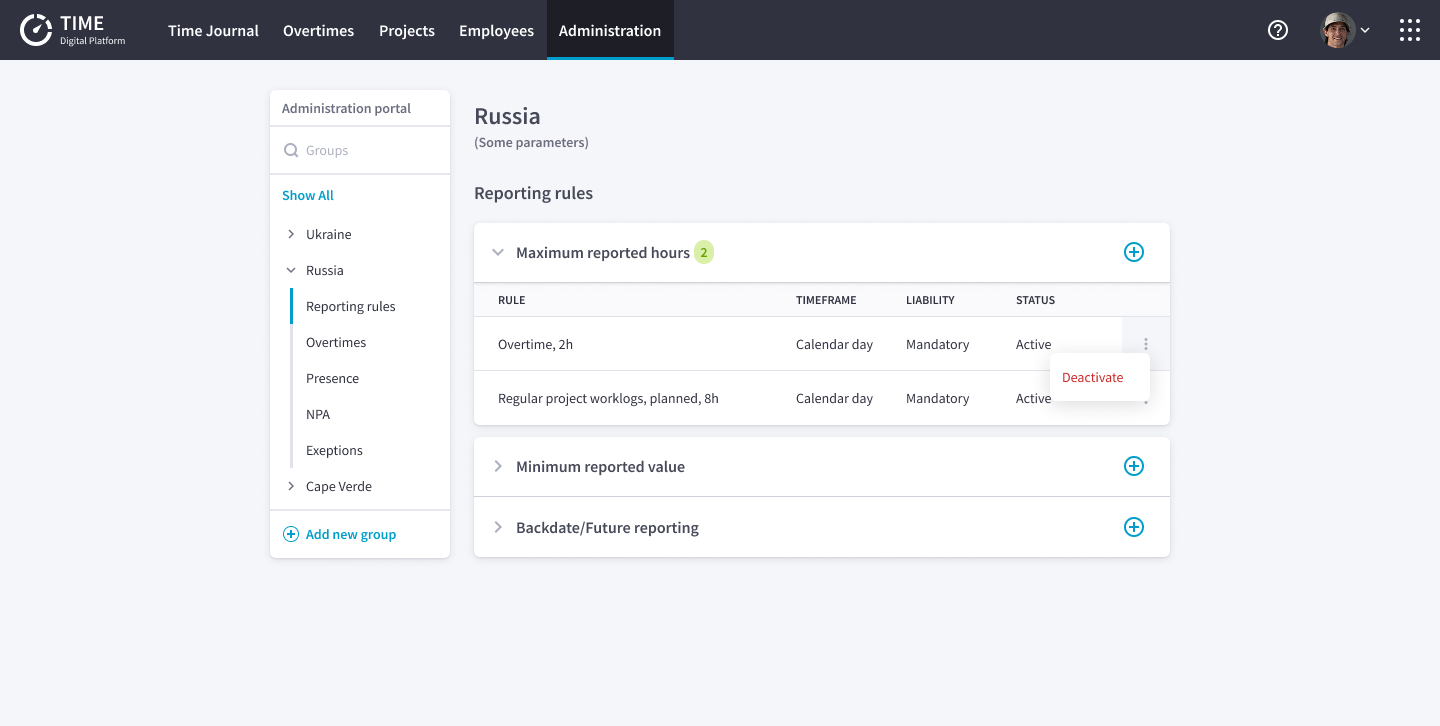 TIME
Digital Platform
Time Journal
Overtimes
Projects
Employees
Administration
Administration portal
Groups
Show All
Ukraine
Russia
Reporting rules
Overtimes
Presence
NPA
Exeptions
Cape Verde
Add new group
Russia
(Some parameters)
Reporting rules
Maximum reported hours 2
RULE TIMEFRAME LIABILITY STATUS
Overtime, 2h Calendar day Mandatory Active
Deactivate
Regular project worklogs, planned, 8h Calendar day Mandatory Active
Minimum reported value
Backdate/Future reporting